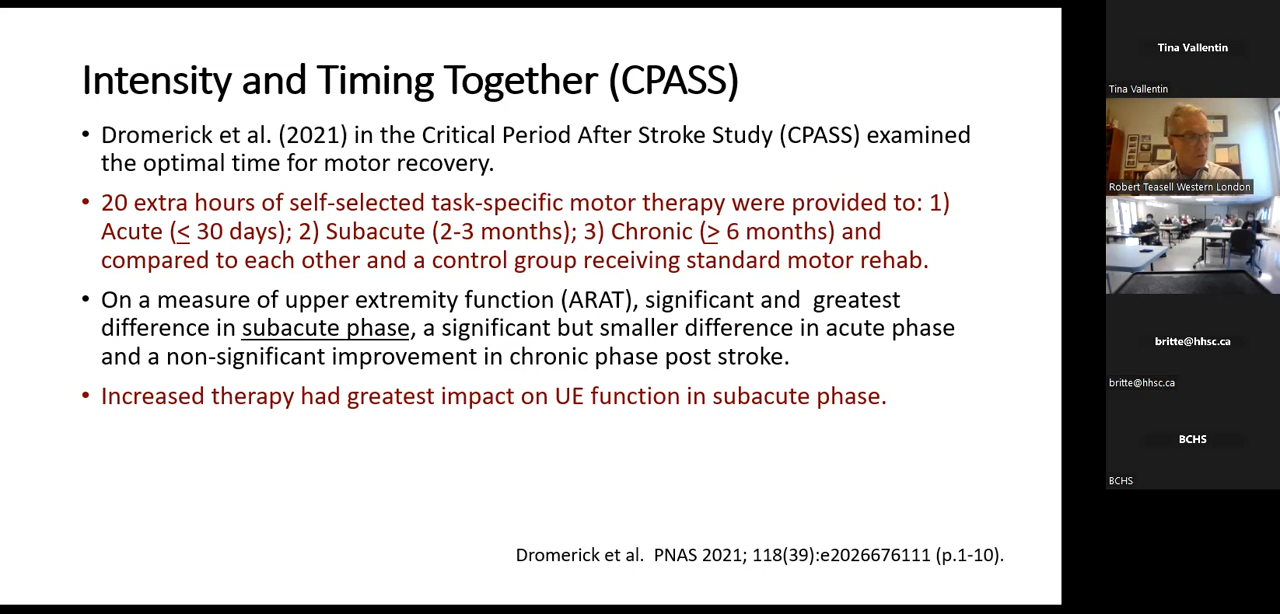 Intensity and Timing Together (CPASS)
• Dromerick et al. (2021) in the Critical Period After Stroke Study (CPASS) examined
the optimal time for motor recovery.
• 20 extra hours of self-selected task-specific motor therapy were provided to: 1)
Acute (≤ 30 days); 2) Subacute (2-3 months); 3) Chronic (≥ 6 months) and
compared to each other and a control group receiving standard motor rehab.
• On a measure of upper extremity function (ARAT), significant and  greatest
difference in subacute phase, a significant but smaller difference in acute phase
and a non-significant improvement in chronic phase post stroke.
• Increased therapy had greatest impact on UE function in subacute phase.
Dromerick et al.  PNAS 2021; 118(39):e2026676111 (p.1-10).
Tina Vallentin
Tina Vallentin
Robert Teasell Western London
britte@hhsc.ca
britte@hhsc.ca
BCHS
BCHS